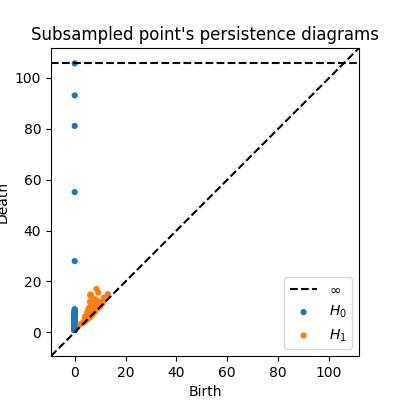 Subsampled point's persistence diagrams
100
80
60
40
20
0
Death
∞
H₀
H₁
0 20 40 60 80 100
Birth